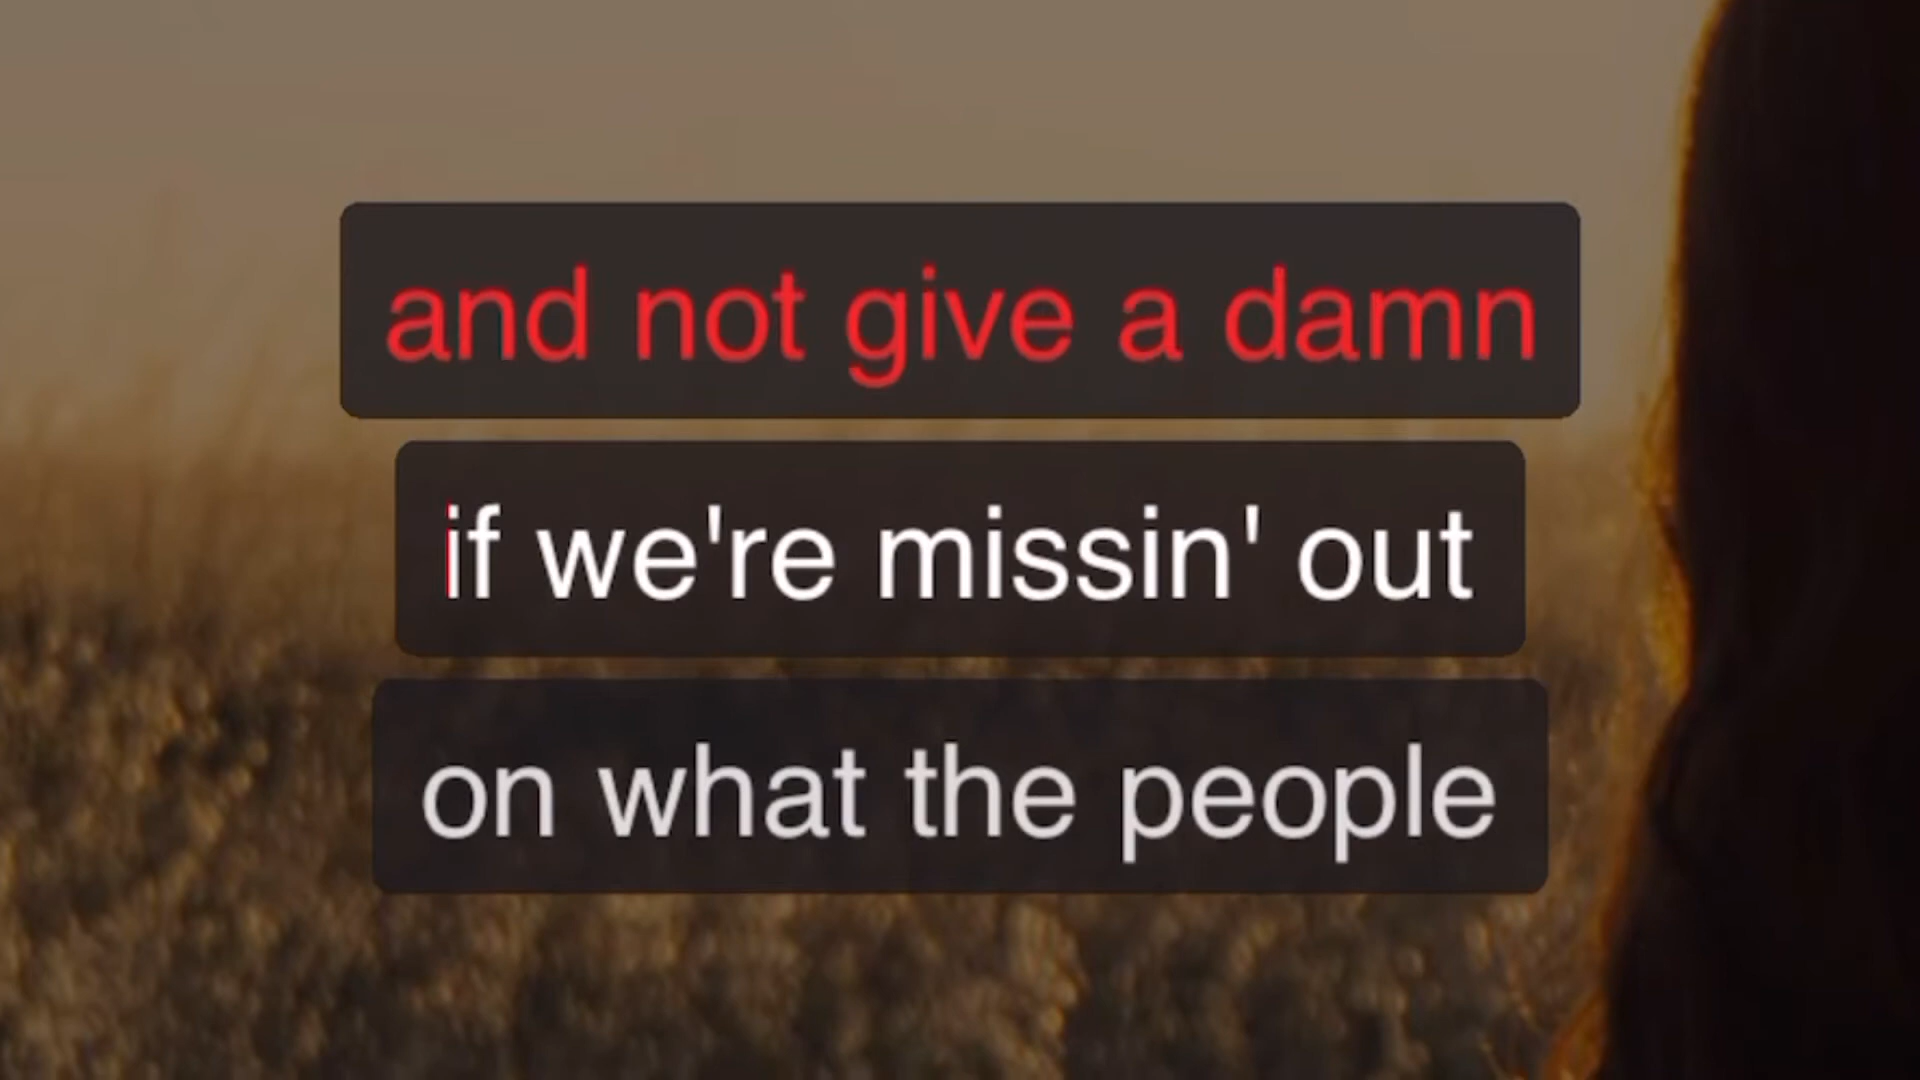 and not give a damn
if we're missin' out
on what the people